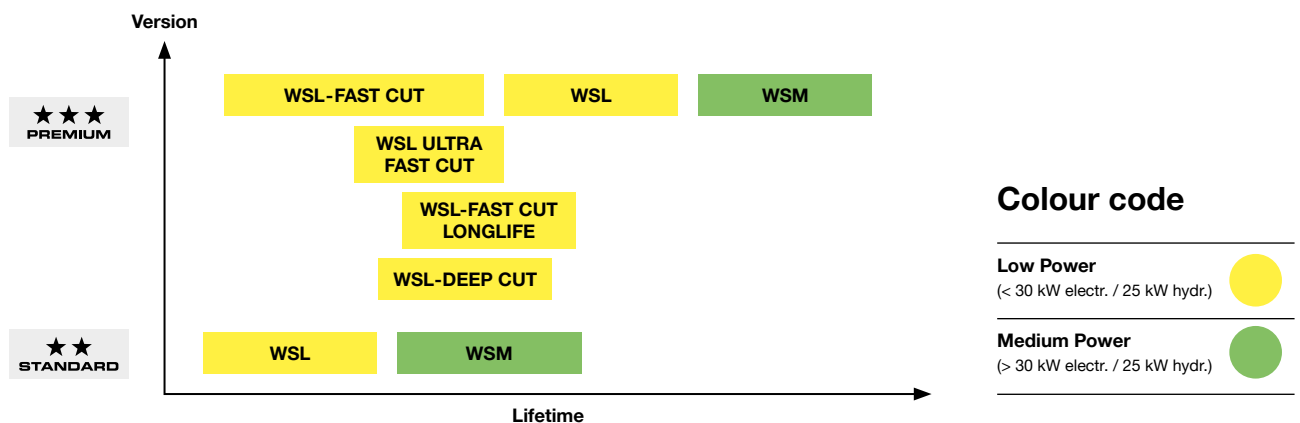 Version
WSL-FAST CUT
WSL
WSM
★★★
PREMIUM
WSL ULTRA
FAST CUT
WSL-FAST CUT
LONGLIFE
WSL-DEEP CUT
★★
STANDARD
WSL
WSM
Lifetime
Colour code
Low Power
(< 30 kW electr. / 25 kW hydr.)
Medium Power
(> 30 kW electr. / 25 kW hydr.)